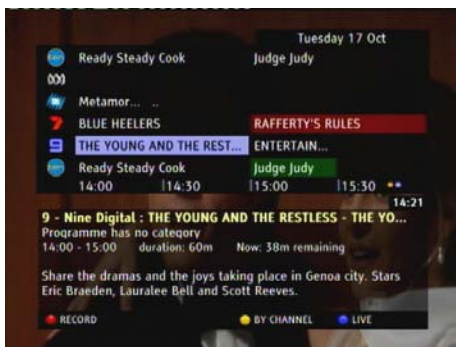 Tuesday 17 Oct
Ready Steady Cook Judge Judy
Metamor... ..
7 BLUE HEELERS RAFFERTY'S RULES
9 THE YOUNG AND THE REST... ENTERTAIN...
Ready Steady Cook Judge Judy
14:00 14:30 15:00 15:30
14:21
9 - Nine Digital : THE YOUNG AND THE RESTLESS - THE YO...
Programme has no category
14:00 - 15:00 duration: 60m Now: 38m remaining
Share the dramas and the joys taking place in Genoa city. Stars
Eric Braeden, Lauralee Bell and Scott Reeves.
RECORD BY CHANNEL LIVE